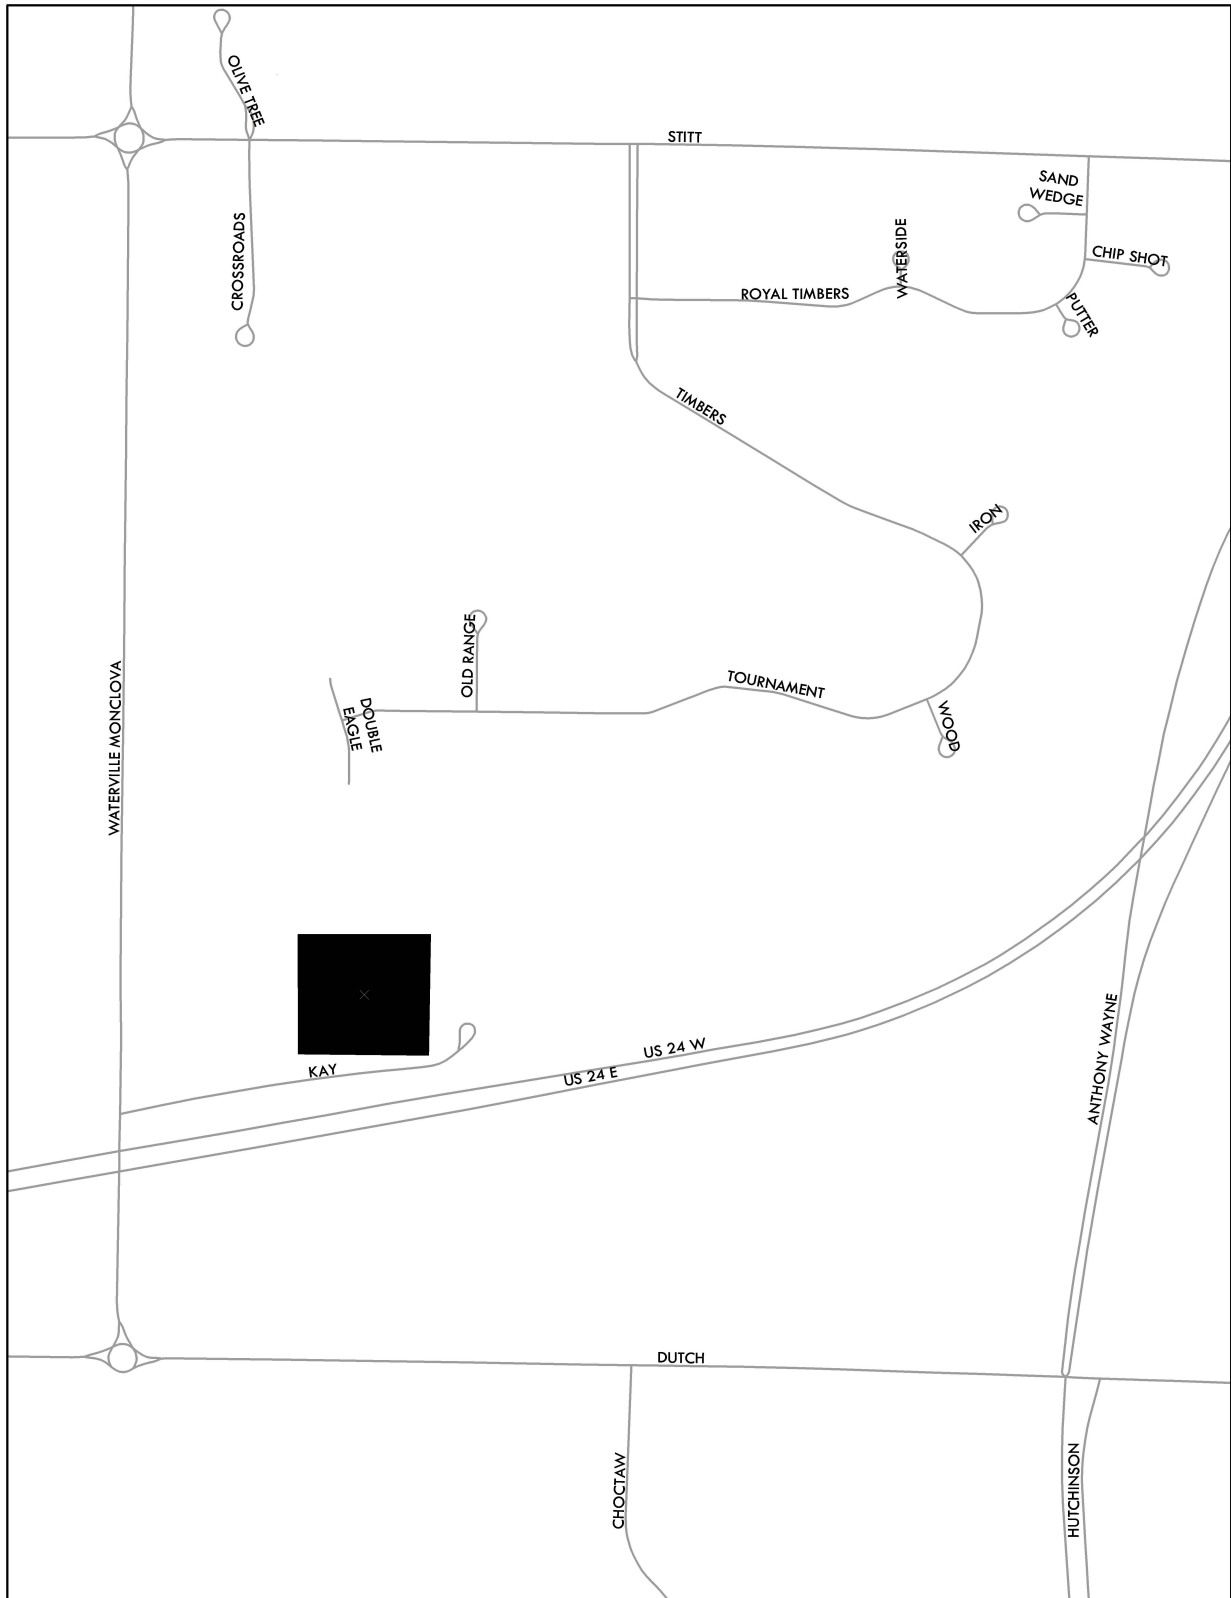 OLIVE TREE
STITT
SAND
WEDGE
CROSSROADS
WATERSIDE
CHIP SHOT
ROYAL TIMBERS
PUTTER
TIMBERS
IRON
OLD RANGE
WATERVILLE MONCLOVA
TOURNAMENT
DOUBLE
EAGLE
WOOD
ANTHONY WAYNE
US 24 W
US 24 E
KAY
DUTCH
CHOCTAW
HUTCHINSON